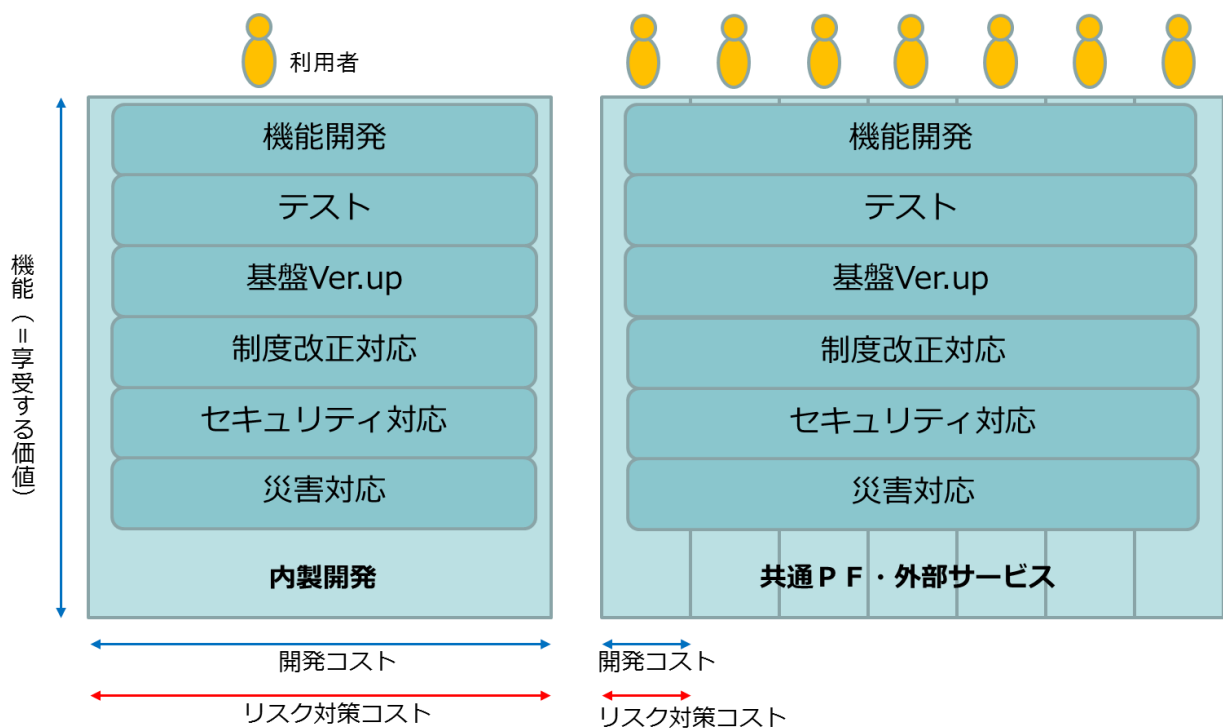 利用者
機能（＝享受する価値）
機能開発
テスト
基盤Ver.up
制度改正対応
セキュリティ対応
災害対応
内製開発
開発コスト
リスク対策コスト
機能開発
テスト
基盤Ver.up
制度改正対応
セキュリティ対応
災害対応
共通ＰＦ・外部サービス
開発コスト
リスク対策コスト